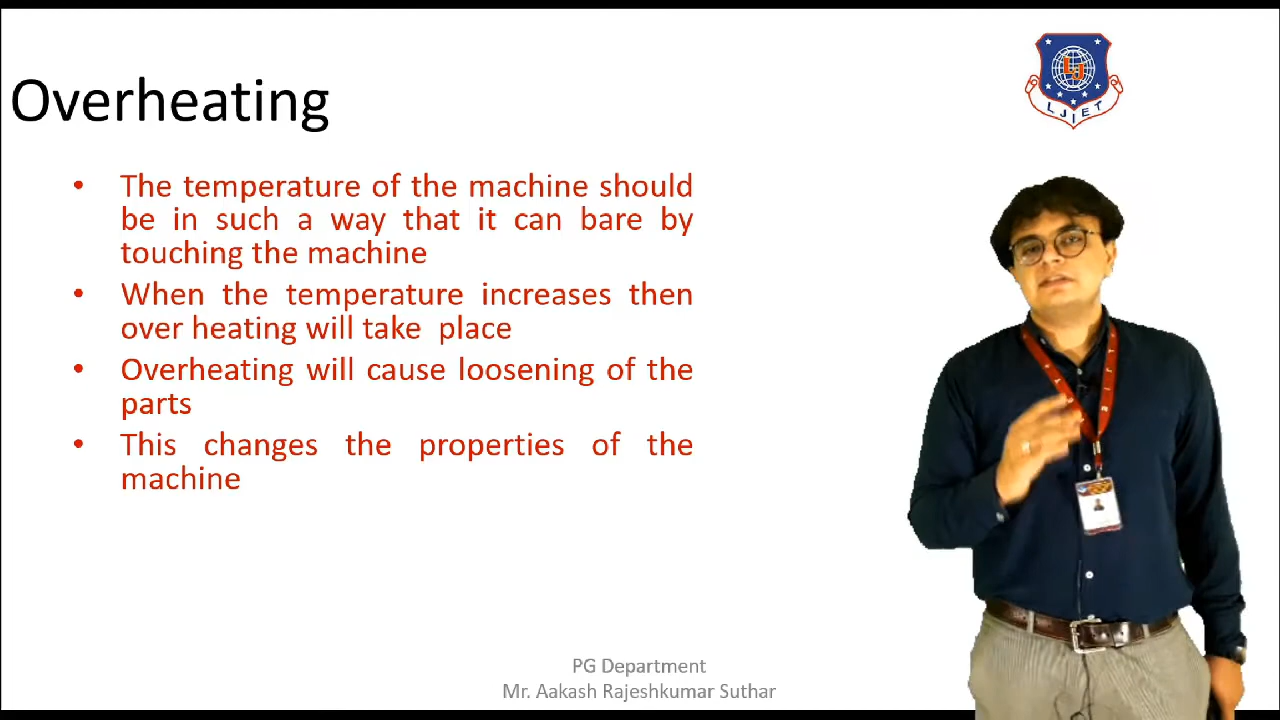 Overheating
LJ
LJIET
• The temperature of the machine should
be in such a way that it can bare by
touching the machine
• When the temperature increases then
over heating will take place
• Overheating will cause loosening of the
parts
• This changes the properties of the
machine
PG Department
Mr. Aakash Rajeshkumar Suthar